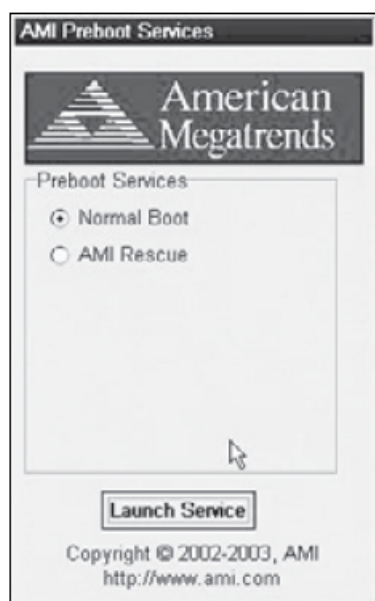 AMI Preboot Services
American
Megatrends
Preboot Services
Normal Boot
AMI Rescue
Launch Service
Copyright © 2002-2003, AMI
http://www.ami.com